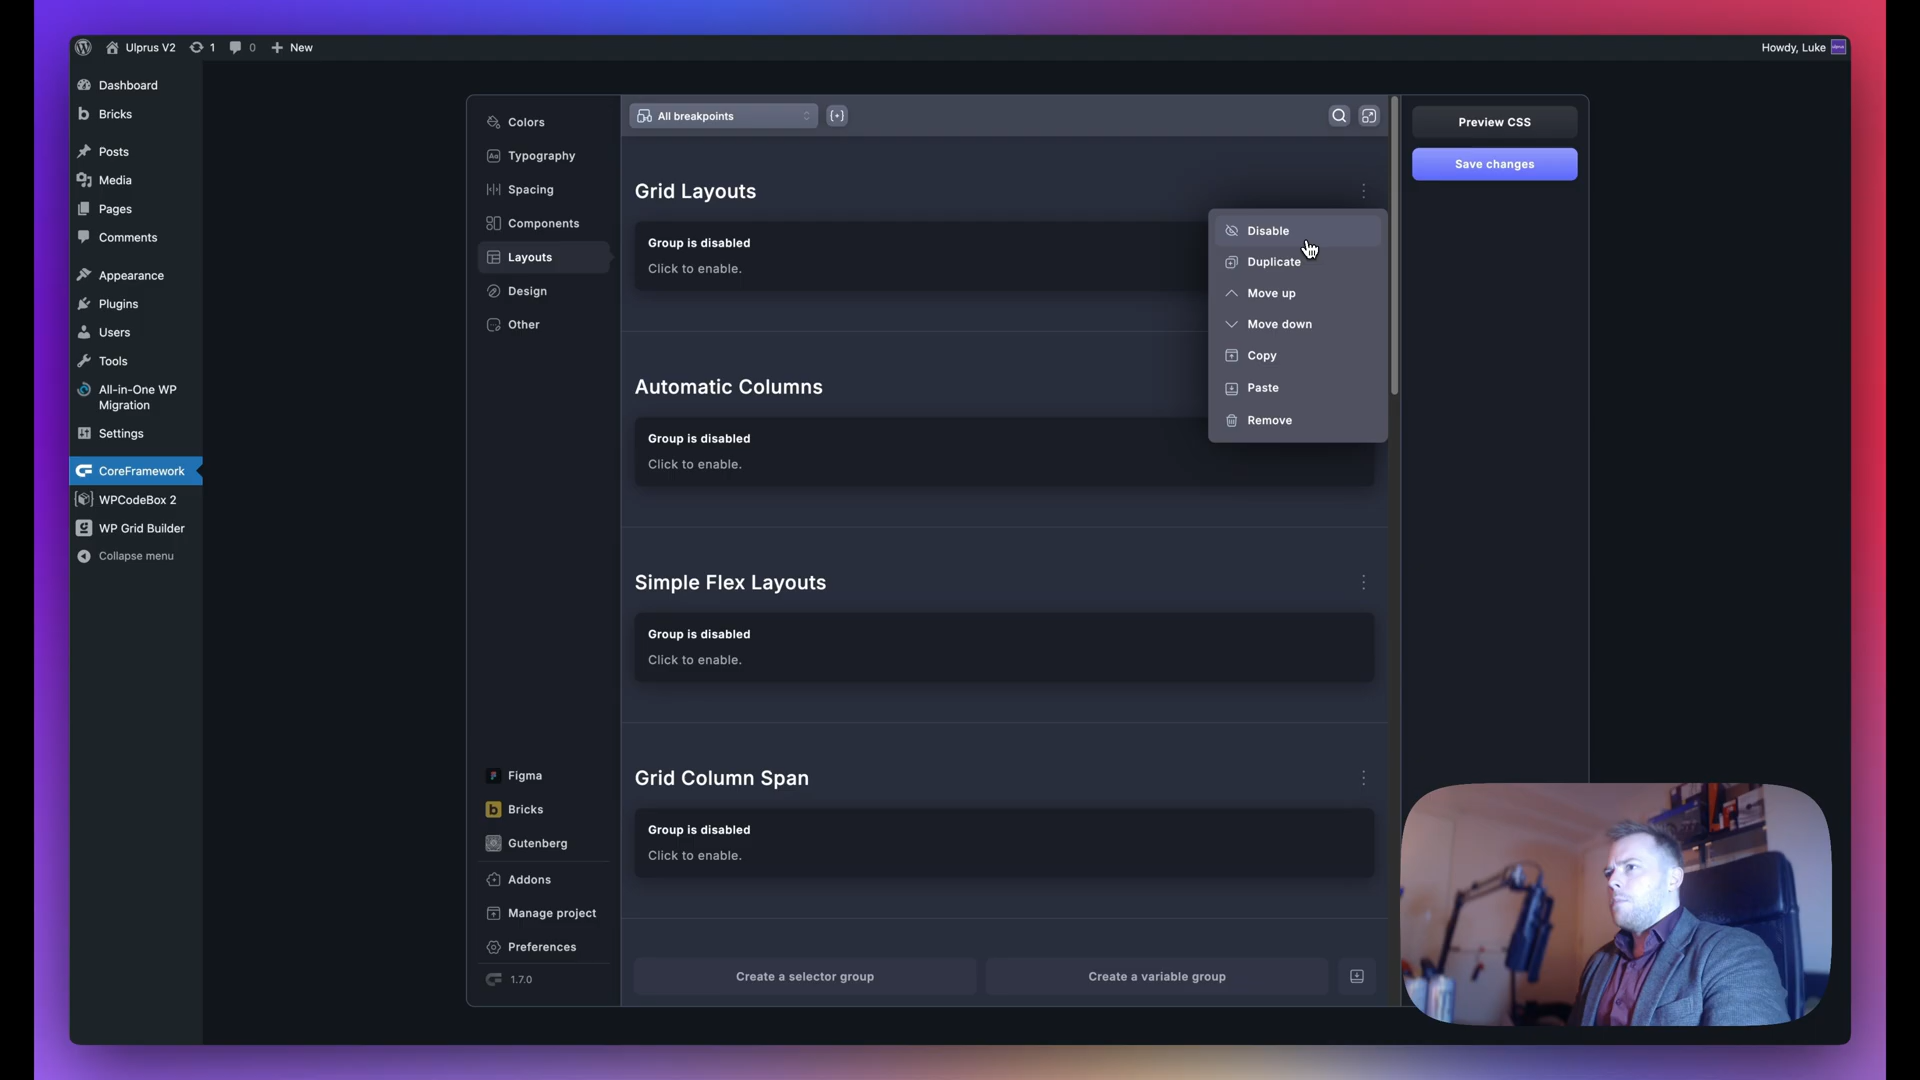 Ulprus V2
1
0
New
Howdy, Luke
Dashboard
Bricks
Posts
Media
Pages
Comments
Appearance
Plugins
Users
Tools
All-in-One WP
Migration
Settings
CoreFramework
WPCodeBox 2
WP Grid Builder
Collapse menu
Colors
Typography
Spacing
Components
Layouts
Design
Other
Figma
Bricks
Gutenberg
Addons
Manage project
Preferences
1.7.0
All breakpoints
Grid Layouts
Group is disabled
Click to enable.
Automatic Columns
Group is disabled
Click to enable.
Simple Flex Layouts
Group is disabled
Click to enable.
Grid Column Span
Group is disabled
Click to enable.
Create a selector group
Create a variable group
Disable
Duplicate
Move up
Move down
Copy
Paste
Remove
Preview CSS
Save changes